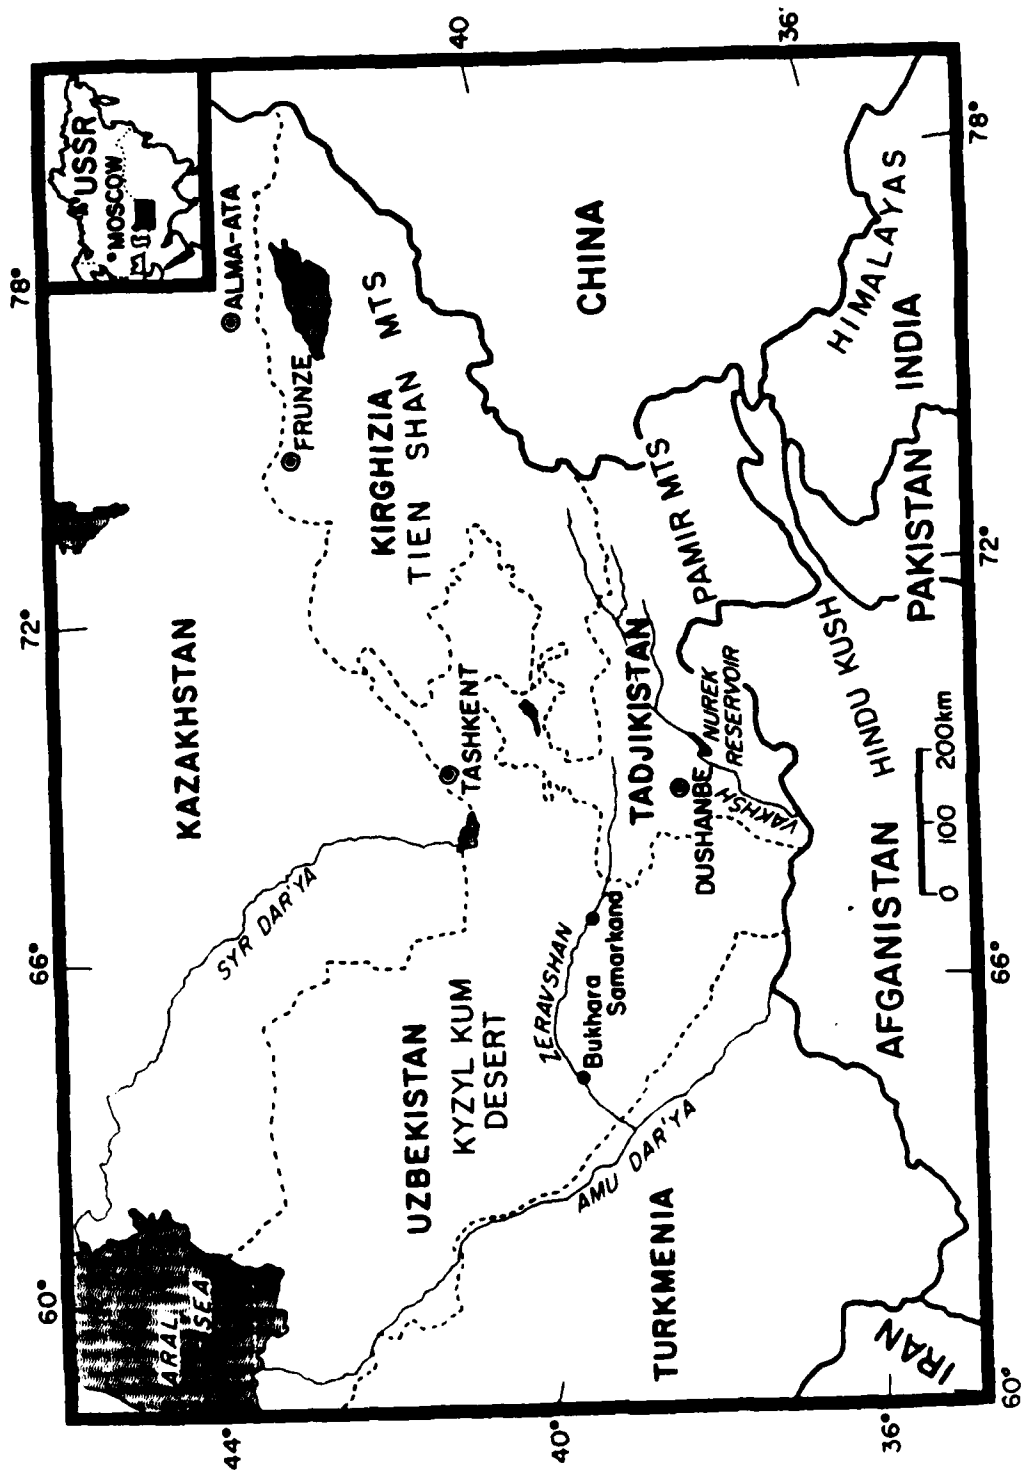 78°
72°
66°
60°
USSR
°MOSCOW
ALMA-ATA
FRUNZE
KAZAKHSTAN
SYR DAR'YA
ARAL
SEA
KIRGHIZIA
TIEN SHAN MTS
TASHKENT
UZBEKISTAN
KYZYL KUM
DESERT
ZERAVSHAN
Bukhara
Samarkand
CHINA
TADJIKISTAN
DUSHANBE
NUREK
RESERVOIR
VAKHSH
PAMIR MTS
AMU DAR'YA
TURKMENIA
HINDU KUSH
HIMALAYAS
INDIA
PAKISTAN
AFGANISTAN
IRAN
0 100 200km
44°
40°
36°
40
36'
60°
66°
72°
78°